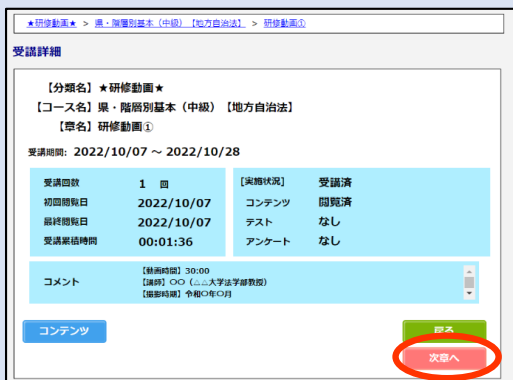 ★研修動画★ > 県・階層別基本（中級）【地方自治法】 > 研修動画①
受講詳細
【分類名】★研修動画★
【コース名】県・階層別基本（中級）【地方自治法】
【章名】研修動画①
受講期間: 2022/10/07 ～ 2022/10/28
受講回数 1 回
初回閲覧日 2022/10/07
最終閲覧日 2022/10/07
受講累積時間 00:01:36
[実施状況] 受講済
コンテンツ 閲覧済
テスト なし
アンケート なし
コメント
【動画時間】30:00
【講師】〇〇（△△大学法学部教授）
【撮影時期】令和〇年〇月
コンテンツ
戻る
次章へ